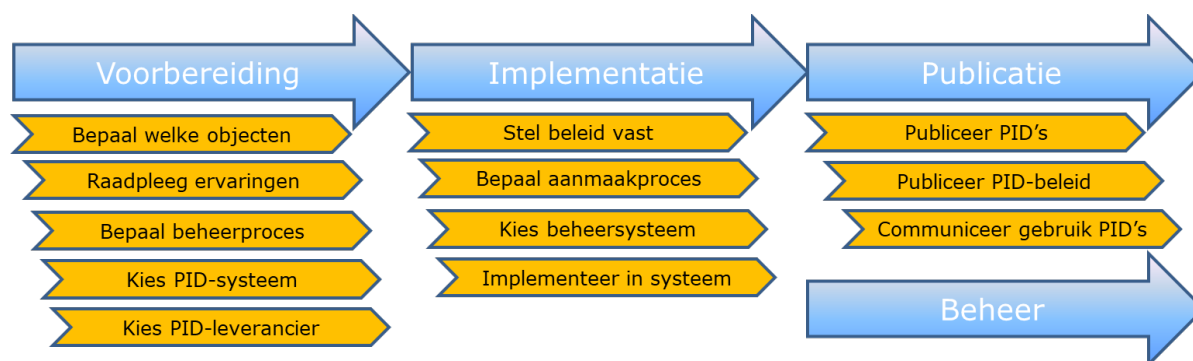 Voorbereiding
Bepaal welke objecten
Raadpleeg ervaringen
Bepaal beheerproces
Kies PID-systeem
Kies PID-leverancier
Implementatie
Stel beleid vast
Bepaal aanmaakproces
Kies beheersysteem
Implementeer in systeem
Publicatie
Publiceer PID’s
Publiceer PID-beleid
Communiceer gebruik PID’s
Beheer